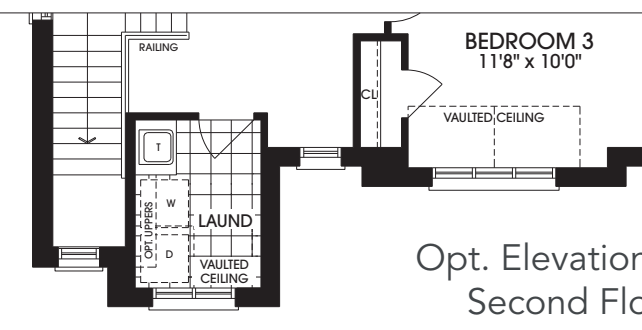 RAILING
BEDROOM 3
11'8" x 10'0"
CL
VAULTED CEILING
T
W
OPT. UPPERS
LAUND
D
VAULTED
CEILING
Opt. Elevation
Second Flo